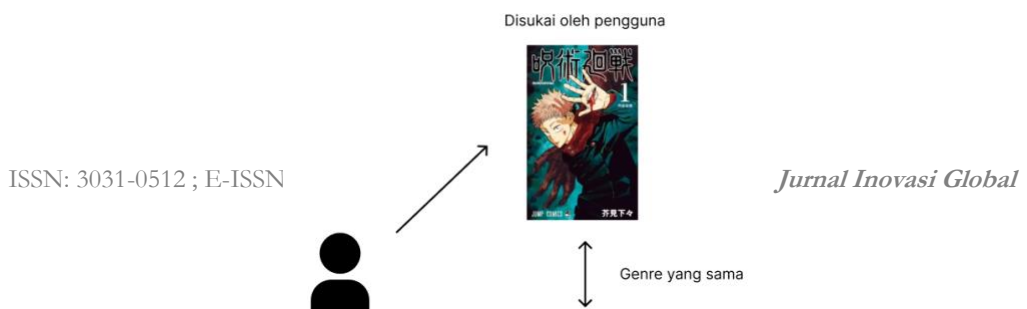 Disukai oleh pengguna
呪術廻戦
1
JUMP COMICS
芥見下々
ISSN: 3031-0512 ; E-ISSN
Jurnal Inovasi Global
Genre yang sama